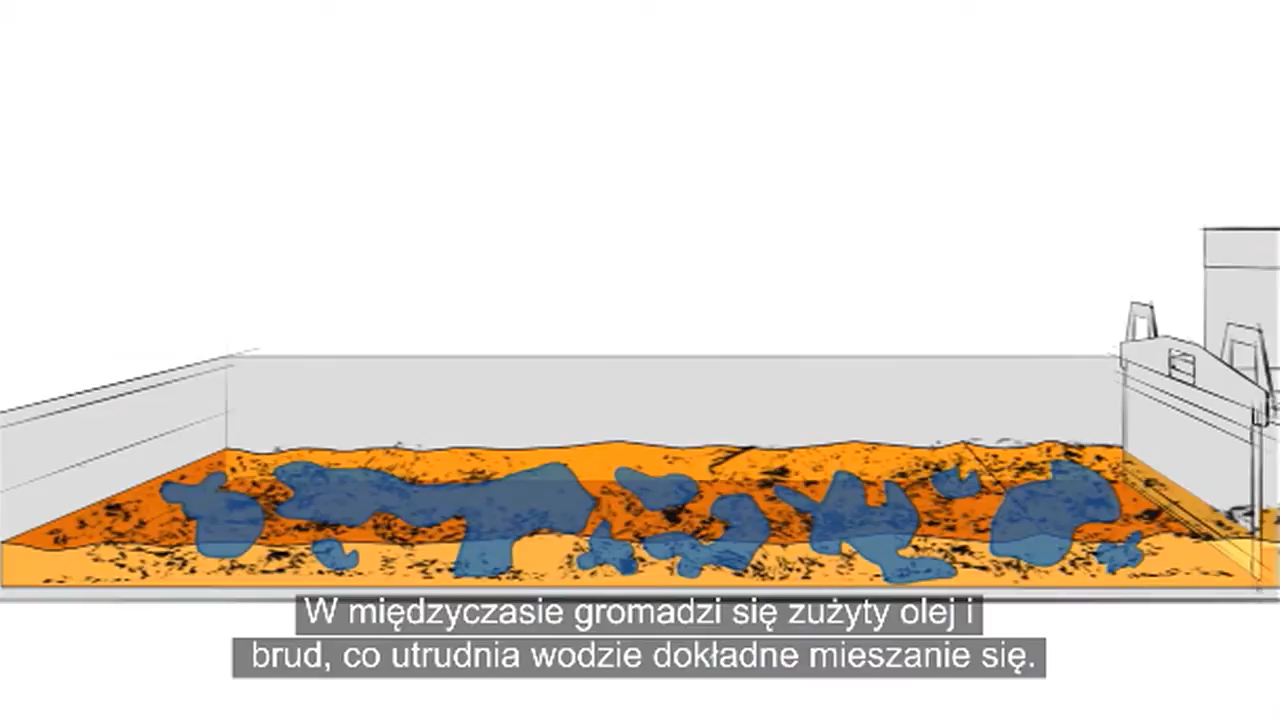 W międzyczasie gromadzi się zużyty olej i
brud, co utrudnia wodzie dokładne mieszanie się.